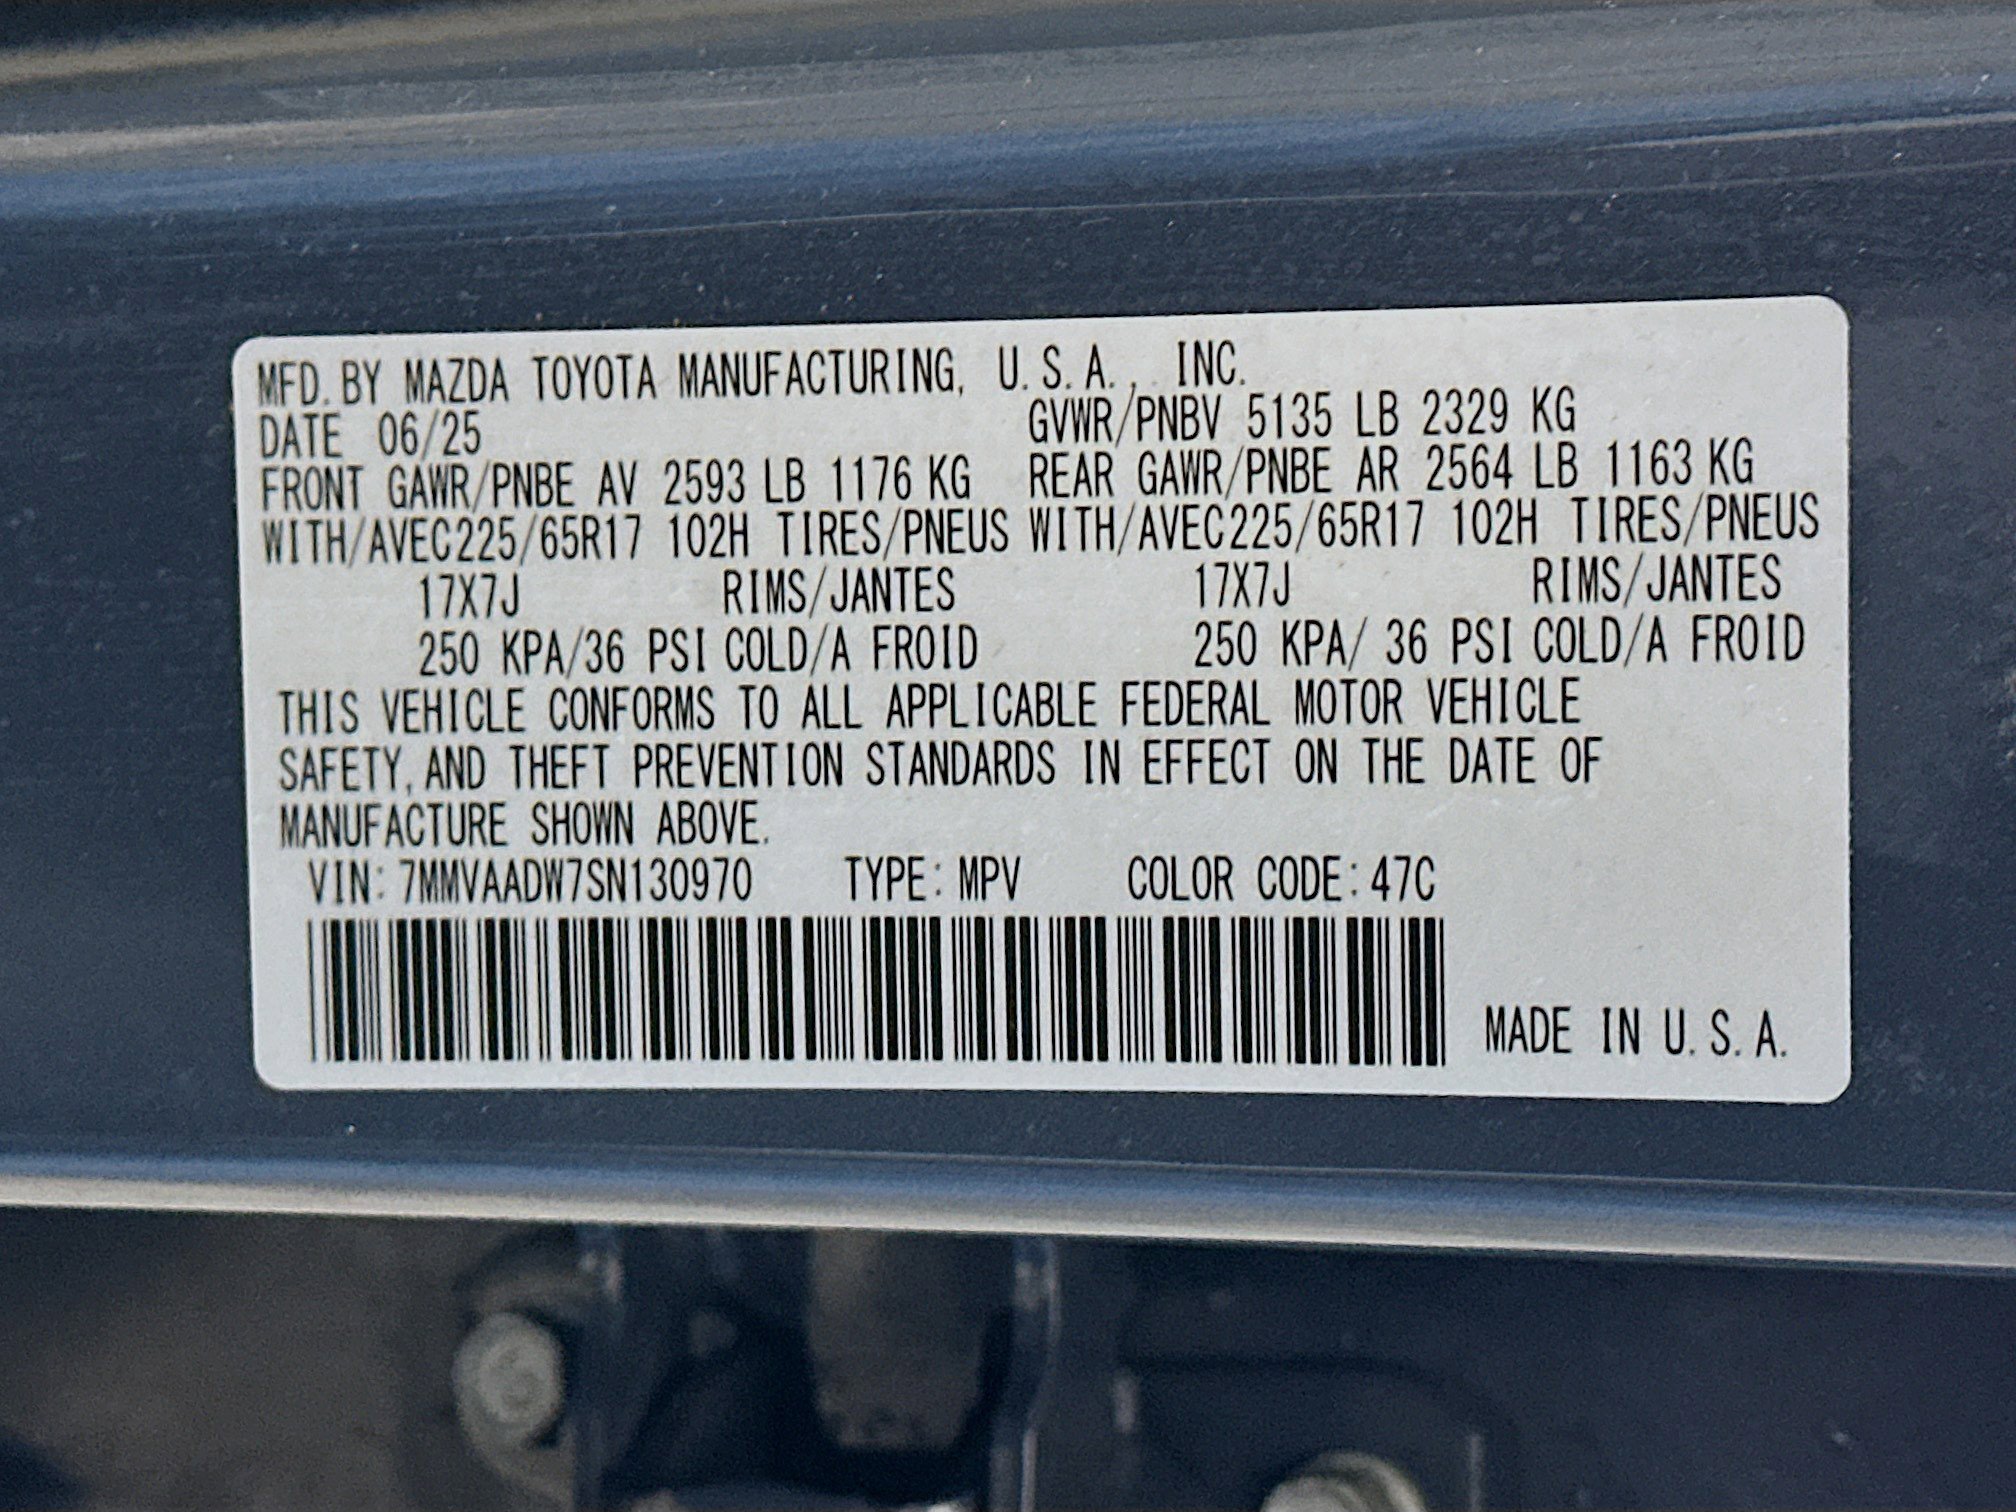 MFD. BY MAZDA TOYOTA MANUFACTURING, U.S.A., INC.
DATE 06/25 GVWR/PNBV 5135 LB 2329 KG
FRONT GAWR/PNBE AV 2593 LB 1176 KG REAR GAWR/PNBE AR 2564 LB 1163 KG
WITH/AVEC225/65R17 102H TIRES/PNEUS WITH/AVEC225/65R17 102H TIRES/PNEUS
17X7J RIMS/JANTES 17X7J RIMS/JANTES
250 KPA/36 PSI COLD/A FROID 250 KPA/ 36 PSI COLD/A FROID
THIS VEHICLE CONFORMS TO ALL APPLICABLE FEDERAL MOTOR VEHICLE
SAFETY, AND THEFT PREVENTION STANDARDS IN EFFECT ON THE DATE OF
MANUFACTURE SHOWN ABOVE.
VIN: 7MMVAADW7SN130970 TYPE: MPV COLOR CODE: 47C
MADE IN U.S.A.